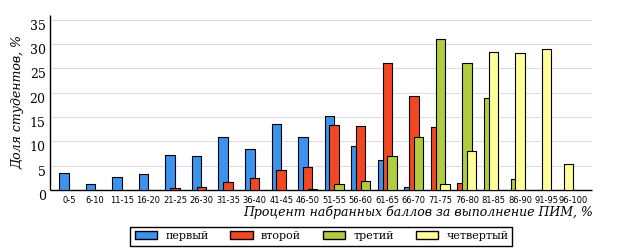 Доля студентов, %
35
30
25
20
15
10
5
0
0-5 6-10 11-15 16-20 21-25 26-30 31-35 36-40 41-45 46-50 51-55 56-60 61-65 66-70 71-75 76-80 81-85 86-90 91-95 96-100
Процент набранных баллов за выполнение ПИМ, %
первый второй третий четвертый